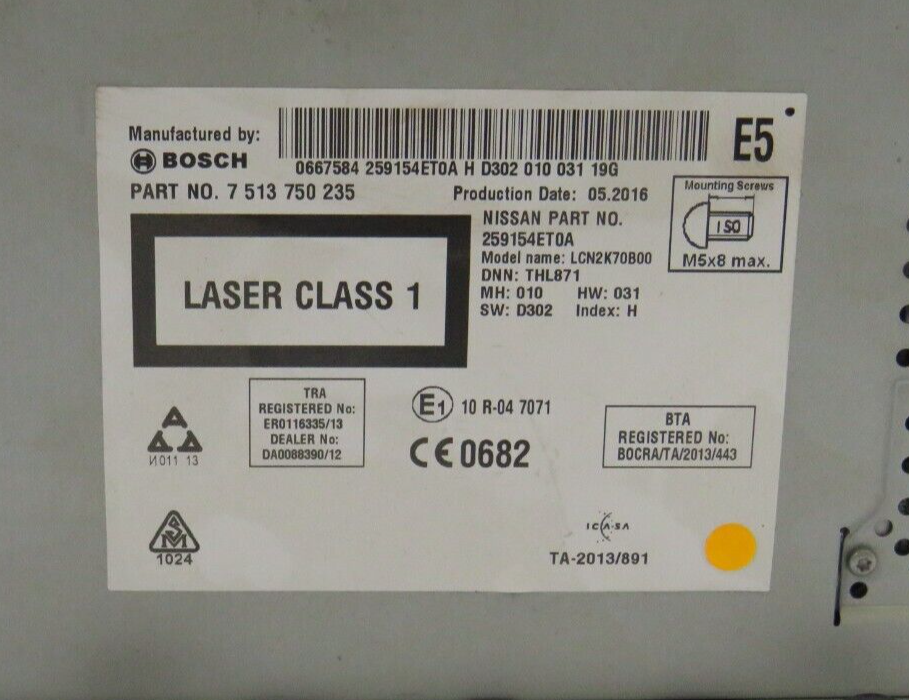 Manufactured by:
BOSCH
0667584 259154ET0A H D302 010 031 19G
E5
PART NO. 7 513 750 235
Production Date: 05.2016
Mounting Screws
ISO
M5x8 max.
NISSAN PART NO.
259154ET0A
Model name: LCN2K70B00
DNN: THL871
MH: 010 HW: 031
SW: D302 Index: H
LASER CLASS 1
TRA
REGISTERED No:
ER0116335/13
DEALER No:
DA0088390/12
E1 10 R-04 7071
CE 0682
BTA
REGISTERED No:
BOCRA/TA/2013/443
И011 13
SM
1024
ICASA
TA-2013/891